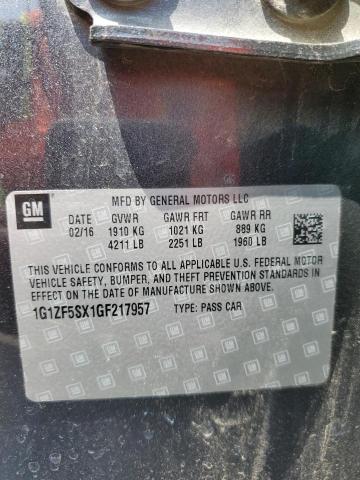 GM
MFD BY GENERAL MOTORS LLC
02/16 GVWR GAWR FRT GAWR RR
1910 KG 1021 KG 889 KG
4211 LB 2251 LB 1960 LB
THIS VEHICLE CONFORMS TO ALL APPLICABLE U.S. FEDERAL MOTOR
VEHICLE SAFETY, BUMPER, AND THEFT PREVENTION STANDARDS
IN EFFECT ON THE DATE OF MANUFACTURE SHOWN ABOVE.
1G1ZF5SX1GF217957 TYPE: PASS CAR